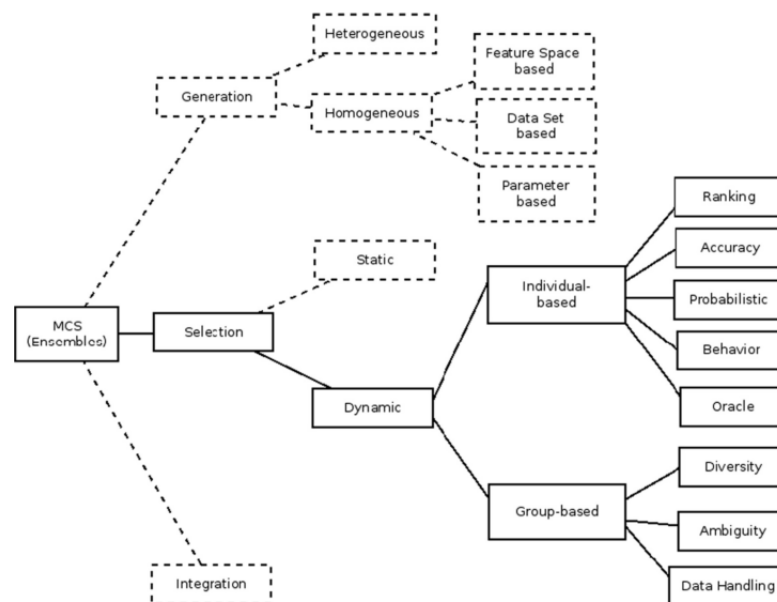 Heterogeneous
Feature Space
based
Generation
Homogeneous
Data Set
based
Parameter
based
Ranking
Accuracy
Static
Individual-
based
Probabilistic
MCS
(Ensembles)
Selection
Behavior
Dynamic
Oracle
Diversity
Group-based
Ambiguity
Integration
Data Handling